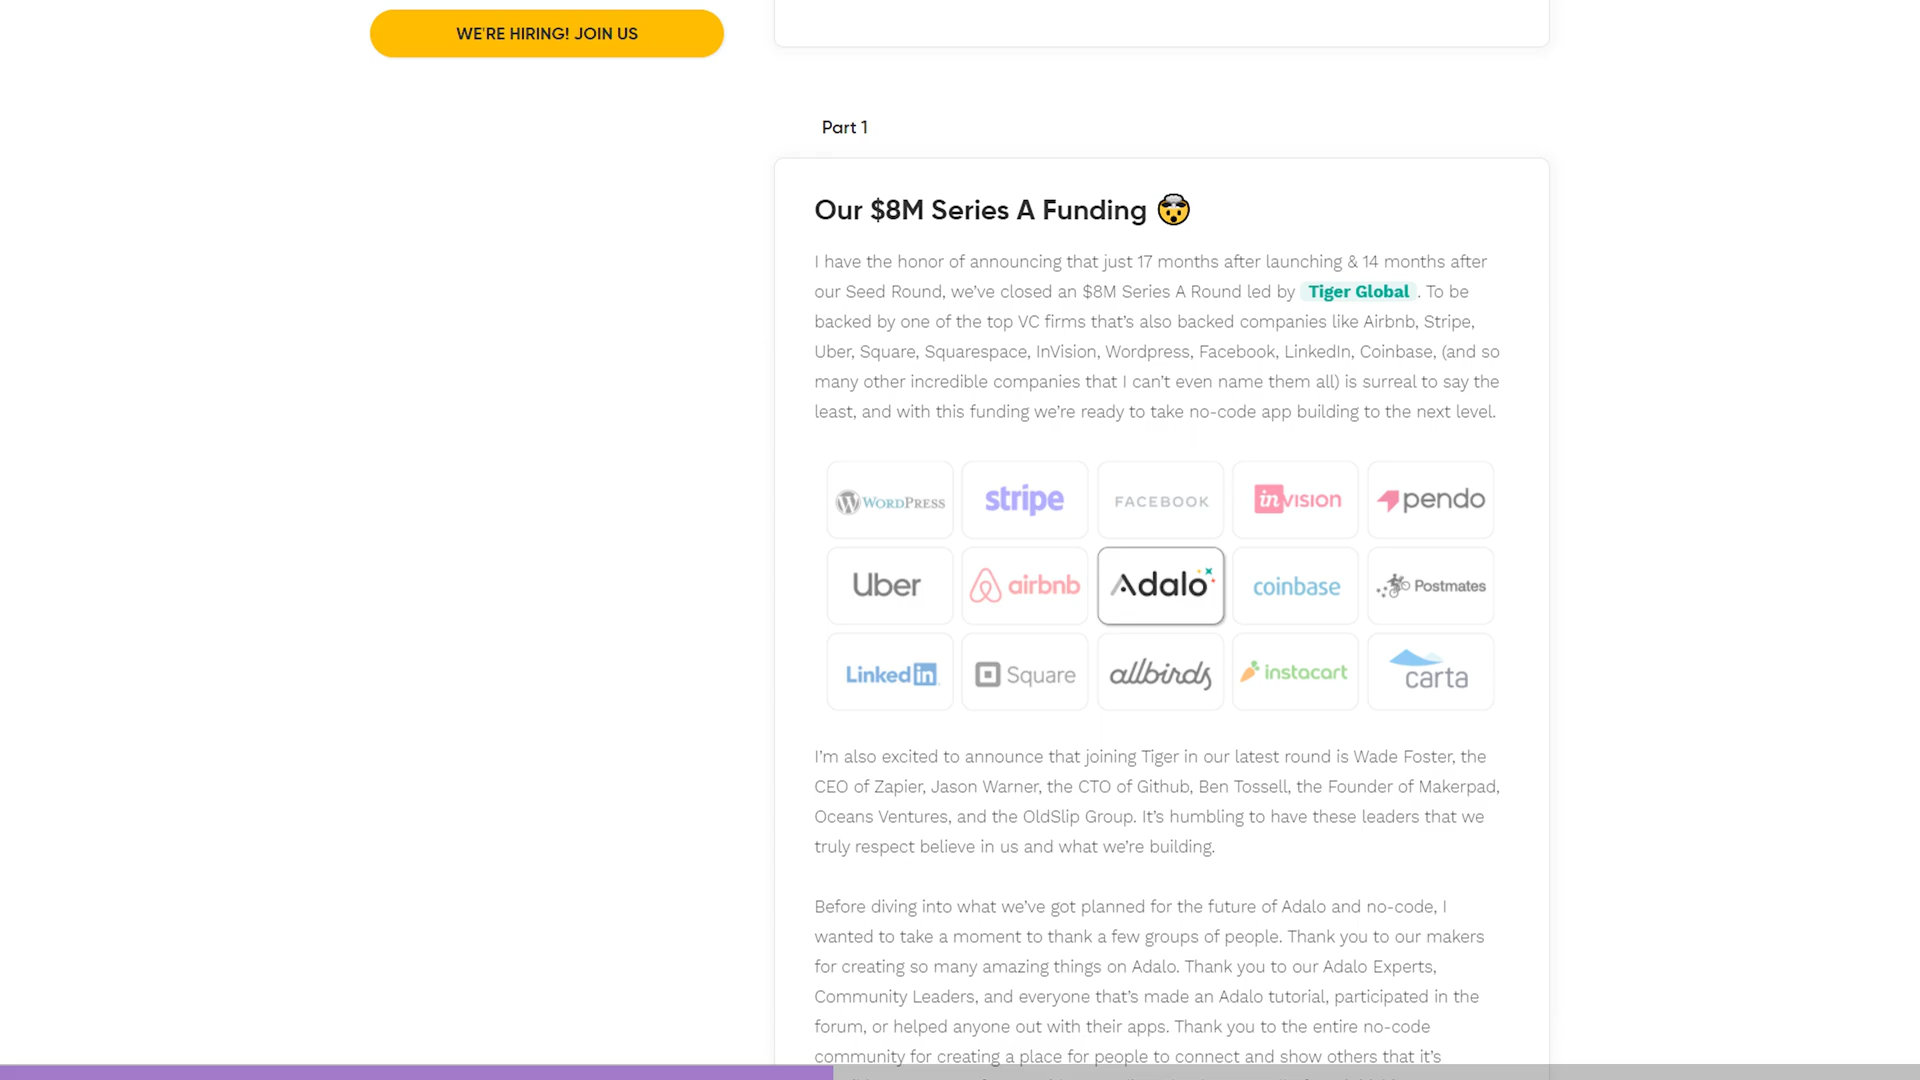 WE'RE HIRING! JOIN US
Part 1
Our $8M Series A Funding 🤯
I have the honor of announcing that just 17 months after launching & 14 months after
our Seed Round, we've closed an $8M Series A Round led by Tiger Global . To be
backed by one of the top VC firms that's also backed companies like Airbnb, Stripe,
Uber, Square, Squarespace, InVision, Wordpress, Facebook, LinkedIn, Coinbase, (and so
many other incredible companies that I can't even name them all) is surreal to say the
least, and with this funding we're ready to take no-code app building to the next level.
WORDPRESS stripe FACEBOOK invision pendo
Uber airbnb Adalo coinbase Postmates
Linkedin Square allbirds instacart carta
I'm also excited to announce that joining Tiger in our latest round is Wade Foster, the
CEO of Zapier, Jason Warner, the CTO of Github, Ben Tossell, the Founder of Makerpad,
Oceans Ventures, and the OldSlip Group. It's humbling to have these leaders that we
truly respect believe in us and what we're building.
Before diving into what we've got planned for the future of Adalo and no-code, I
wanted to take a moment to thank a few groups of people. Thank you to our makers
for creating so many amazing things on Adalo. Thank you to our Adalo Experts,
Community Leaders, and everyone that's made an Adalo tutorial, participated in the
forum, or helped anyone out with their apps. Thank you to the entire no-code
community for creating a place for people to connect and show others that it's